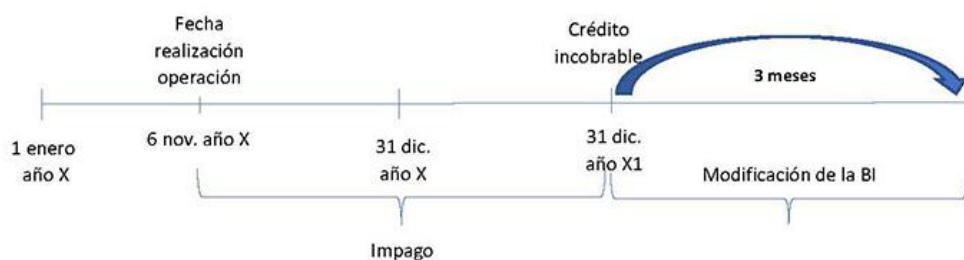 Fecha
realización
operación
Crédito
incobrable
3 meses
1 enero
año X
6 nov. año X
31 dic.
año X
31 dic.
año X1
Modificación de la BI
Impago